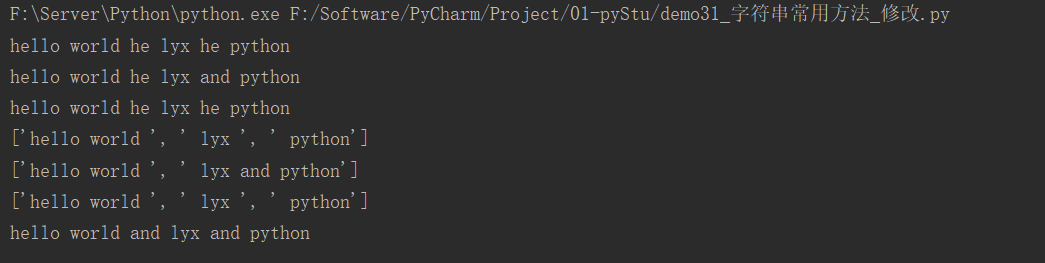 F:\Server\Python\python.exe F:/Software/PyCharm/Project/01-pyStu/demo31_字符串常用方法_修改.py
hello world he lyx he python
hello world he lyx and python
hello world he lyx he python
['hello world ', ' lyx ', ' python']
['hello world ', ' lyx and python']
['hello world ', ' lyx ', ' python']
hello world and lyx and python